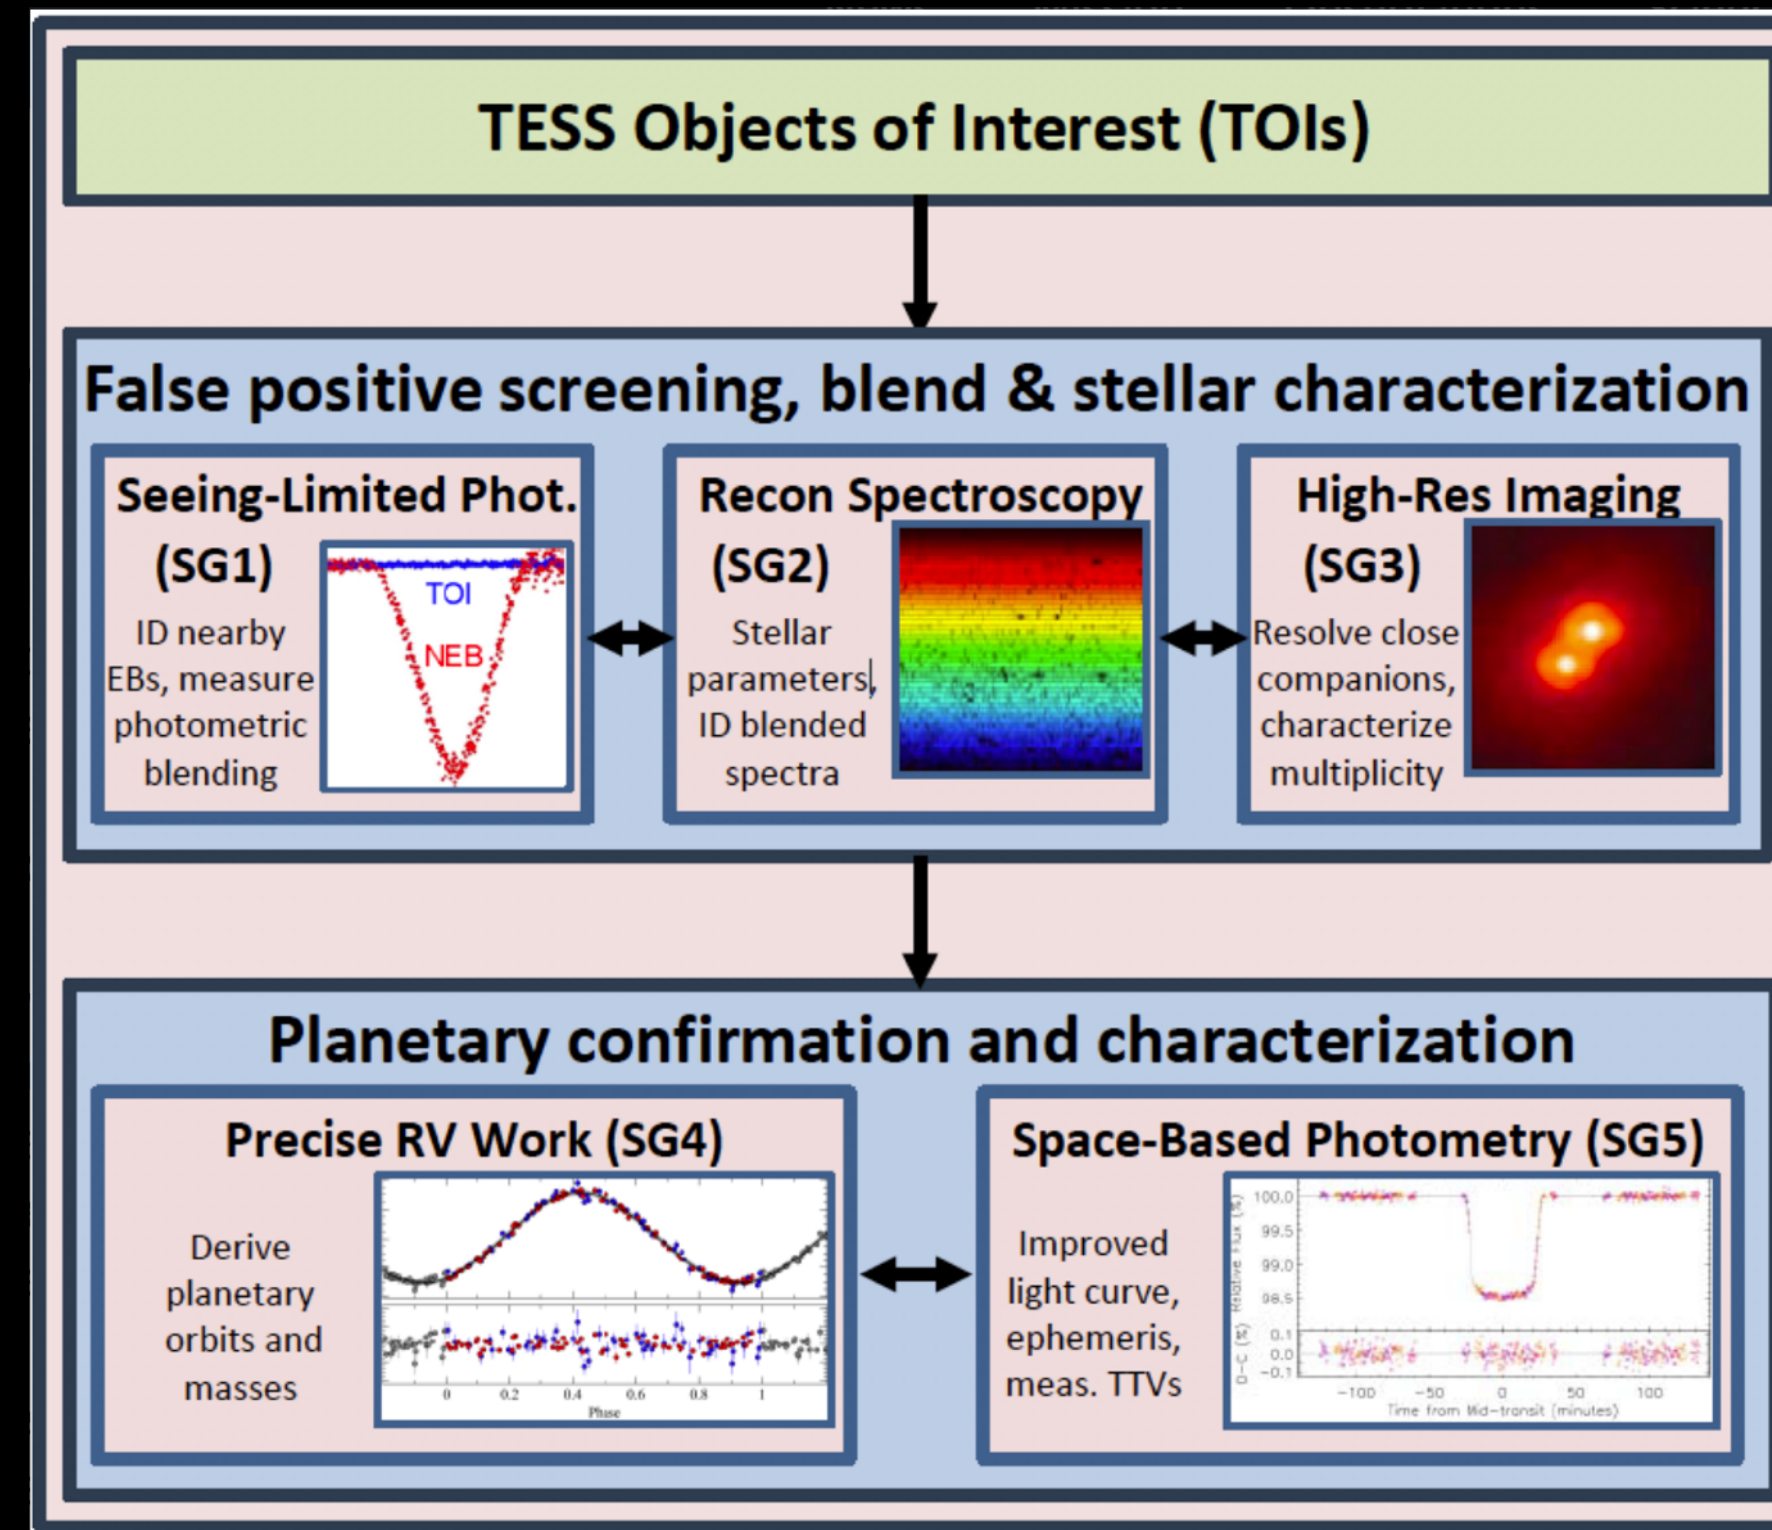 TESS Objects of Interest (TOIs)
False positive screening, blend & stellar characterization
Seeing-Limited Phot.
(SG1)
ID nearby
EBs, measure
photometric
blending
TOI
NEB
Recon Spectroscopy
(SG2)
Stellar
parameters,
ID blended
spectra
High-Res Imaging
(SG3)
Resolve close
companions,
characterize
multiplicity
Planetary confirmation and characterization
Precise RV Work (SG4)
Derive
planetary
orbits and
masses
0 0.2 0.4 0.6 0.8 1
Phase
Space-Based Photometry (SG5)
Improved
light curve,
ephemeris,
meas. TTVs
Relative Flux (%)
100.0
99.5
99.0
98.5
O-C (%)
0.1
0.0
-0.1
-100 -50 0 50 100
Time from Mid-transit (minutes)